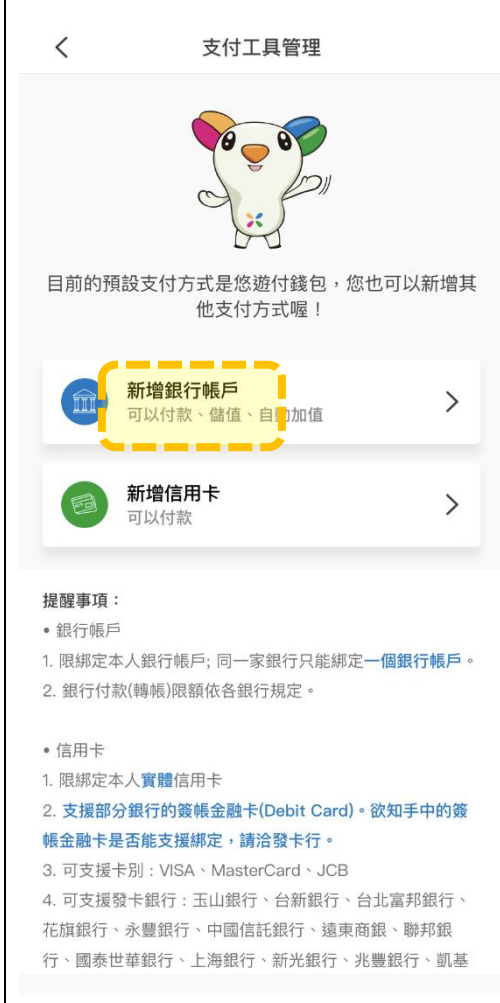 支付工具管理
目前的預設支付方式是悠遊付錢包，您也可以新增其
他支付方式喔！
新增銀行帳戶
可以付款、儲值、自動加值
新增信用卡
可以付款
提醒事項：
• 銀行帳戶
1. 限綁定本人銀行帳戶; 同一家銀行只能綁定一個銀行帳戶。
2. 銀行付款(轉帳)限額依各銀行規定。
• 信用卡
1. 限綁定本人實體信用卡
2. 支援部分銀行的簽帳金融卡(Debit Card)。欲知手中的簽
帳金融卡是否能支援綁定，請洽發卡行。
3. 可支援卡別：VISA、MasterCard、JCB
4. 可支援發卡銀行：玉山銀行、台新銀行、台北富邦銀行、
花旗銀行、永豐銀行、中國信託銀行、遠東商銀、聯邦銀
行、國泰世華銀行、上海銀行、新光銀行、兆豐銀行、凱基